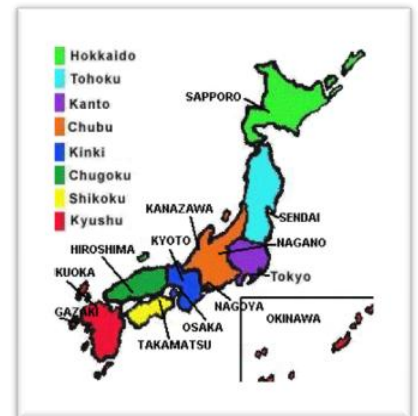 Hokkaido
Tohoku
Kanto
Chubu
Kinki
Chugoku
Shikoku
Kyushu
SAPPORO
KANAZAWA
SENDAI
HIROSHIMA
KYOTO
NAGANO
KUOKA
Tokyo
GAZAKI
NAGOYA
OKINAWA
OSAKA
TAKAMATSU